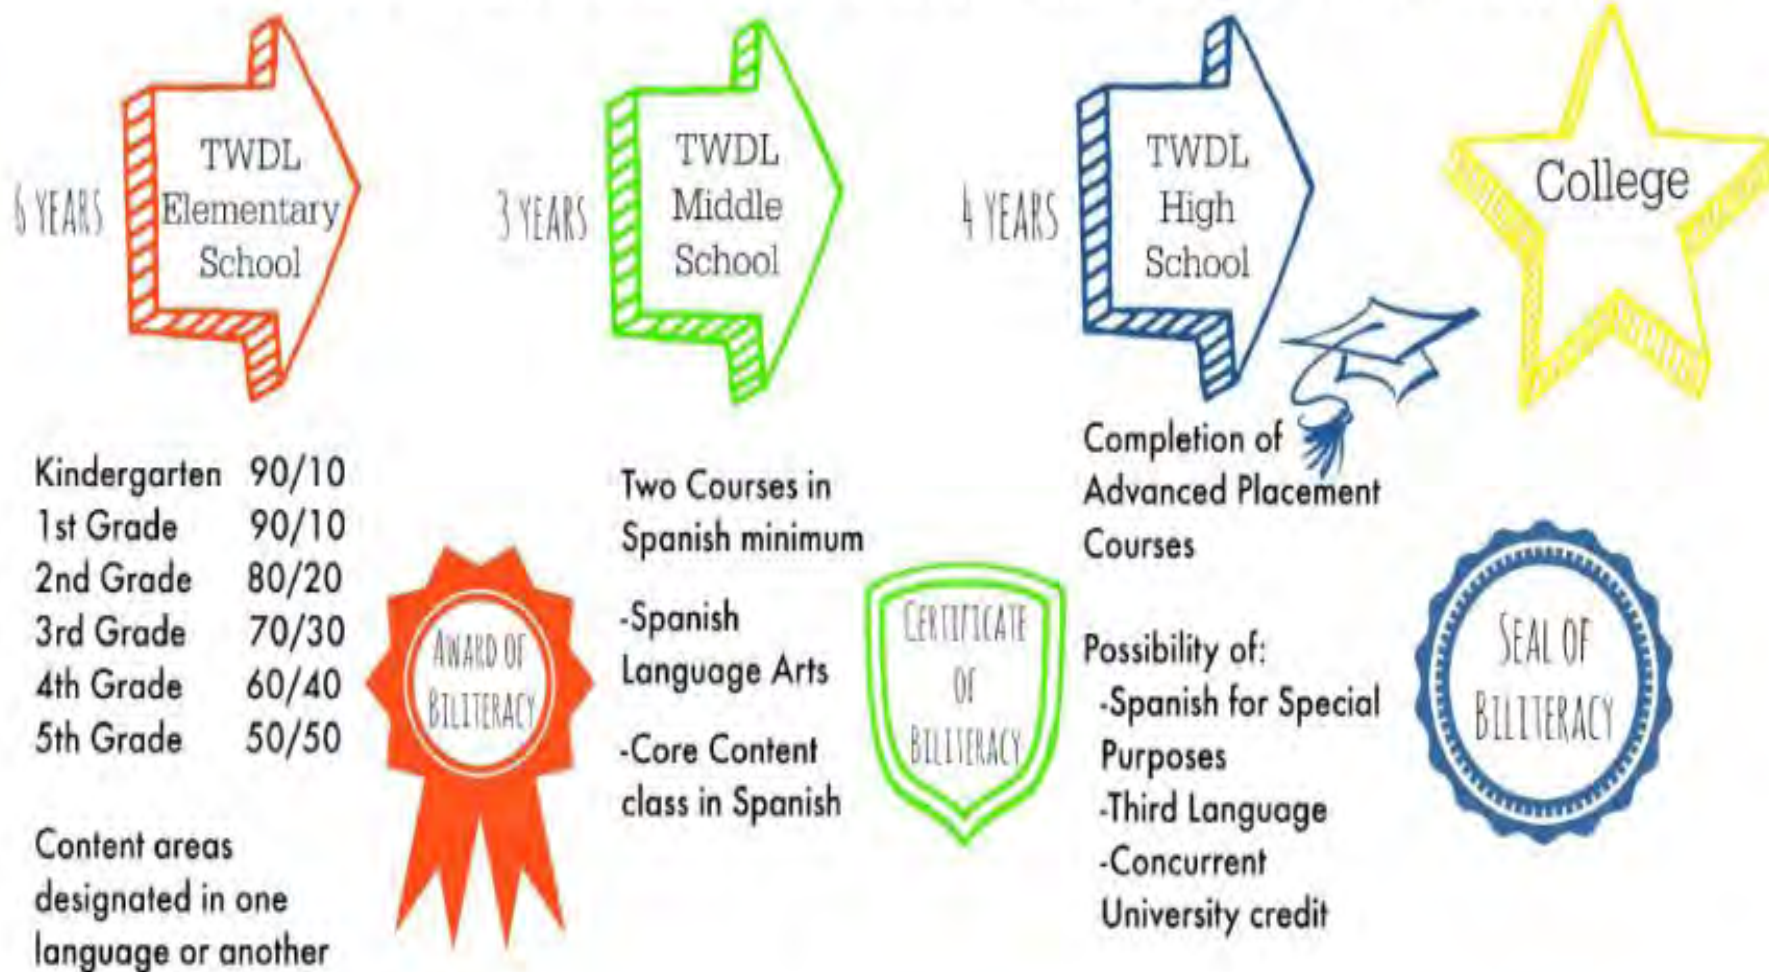 6 YEARS
TWDL
Elementary
School
3 YEARS
TWDL
Middle
School
4 YEARS
TWDL
High
School
College
Kindergarten 90/10
1st Grade 90/10
2nd Grade 80/20
3rd Grade 70/30
4th Grade 60/40
5th Grade 50/50
Content areas
designated in one
language or another
AWARD OF
BILITERACY
Two Courses in
Spanish minimum
-Spanish
Language Arts
-Core Content
class in Spanish
CERTIFICATE
OF
BILITERACY
Completion of
Advanced Placement
Courses
Possibility of:
-Spanish for Special
Purposes
-Third Language
-Concurrent
University credit
SEAL OF
BILITERACY